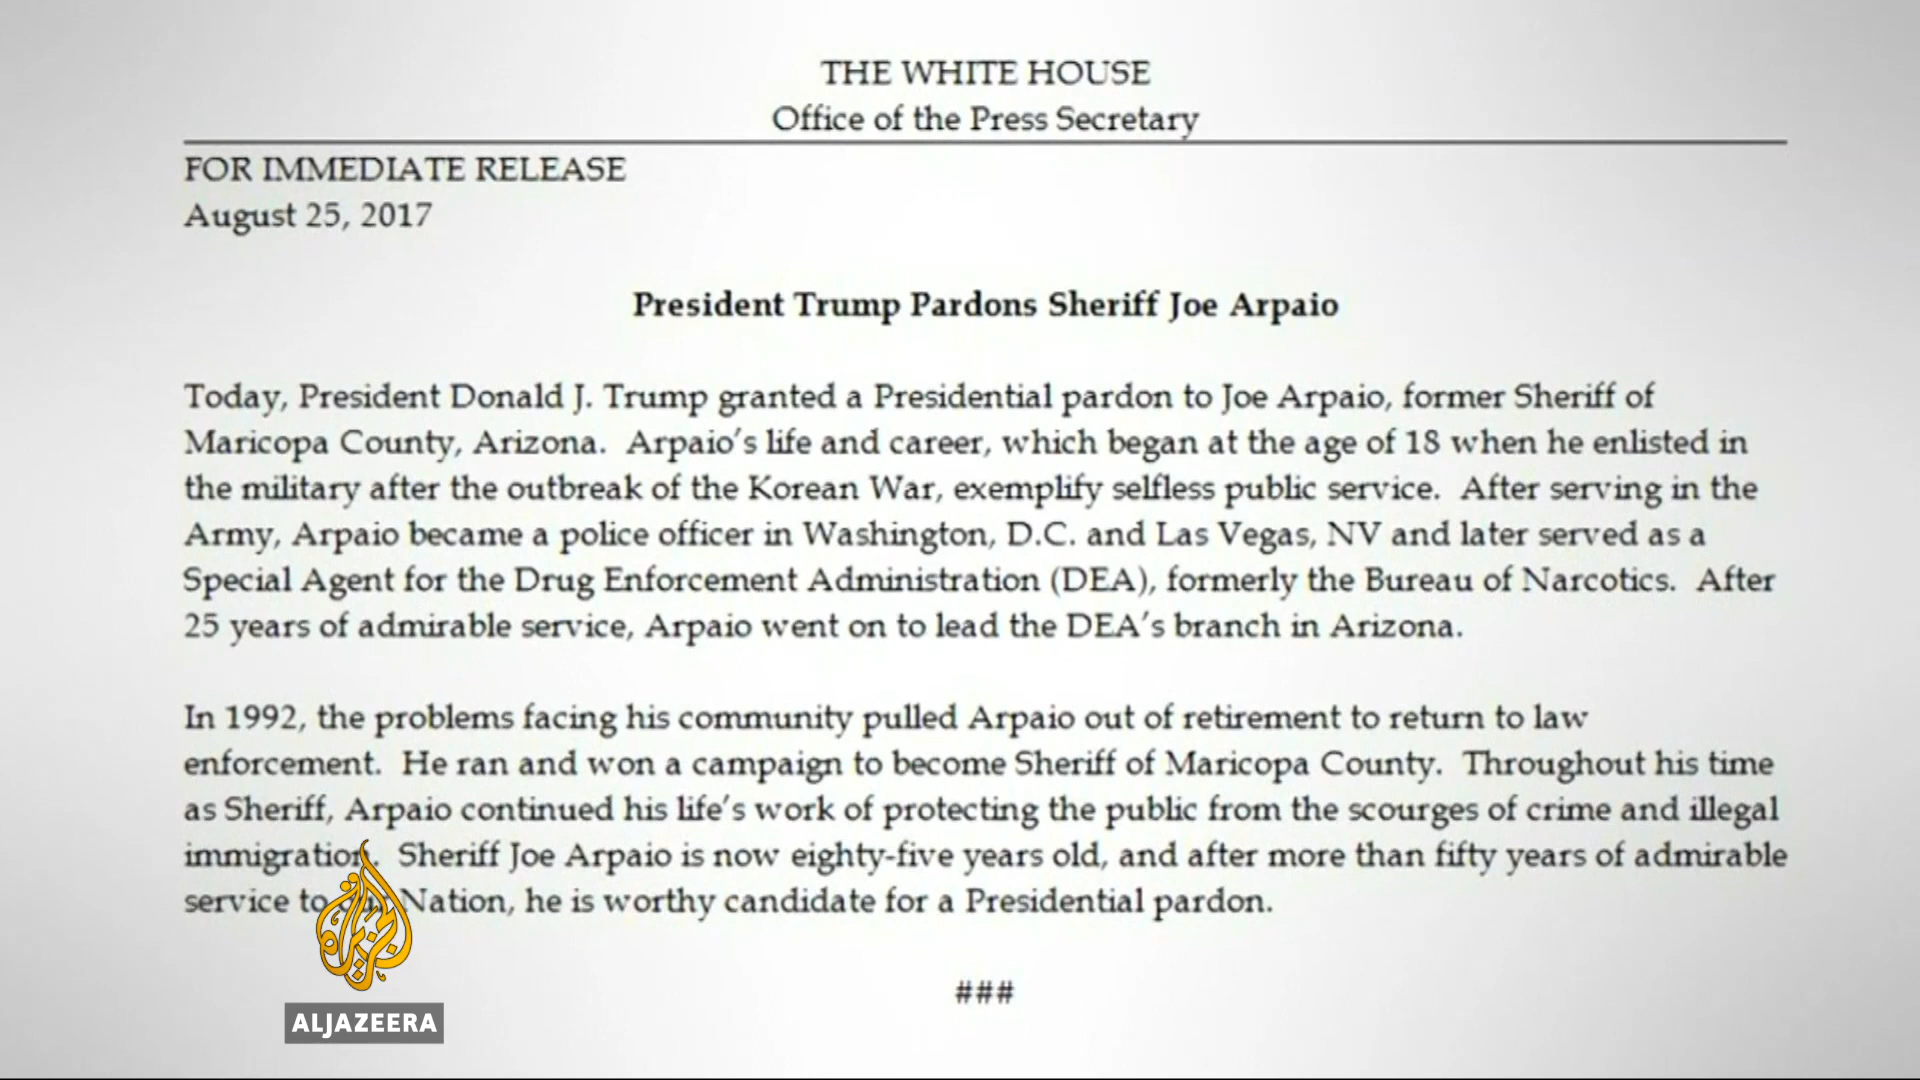 THE WHITE HOUSE
Office of the Press Secretary
FOR IMMEDIATE RELEASE
August 25, 2017
President Trump Pardons Sheriff Joe Arpaio
Today, President Donald J. Trump granted a Presidential pardon to Joe Arpaio, former Sheriff of
Maricopa County, Arizona.  Arpaio's life and career, which began at the age of 18 when he enlisted in
the military after the outbreak of the Korean War, exemplify selfless public service.  After serving in the
Army, Arpaio became a police officer in Washington, D.C. and Las Vegas, NV and later served as a
Special Agent for the Drug Enforcement Administration (DEA), formerly the Bureau of Narcotics.  After
25 years of admirable service, Arpaio went on to lead the DEA's branch in Arizona.
In 1992, the problems facing his community pulled Arpaio out of retirement to return to law
enforcement.  He ran and won a campaign to become Sheriff of Maricopa County.  Throughout his time
as Sheriff, Arpaio continued his life's work of protecting the public from the scourges of crime and illegal
immigration.  Sheriff Joe Arpaio is now eighty-five years old, and after more than fifty years of admirable
service to our Nation, he is worthy candidate for a Presidential pardon.
###
الجزيرة
ALJAZEERA